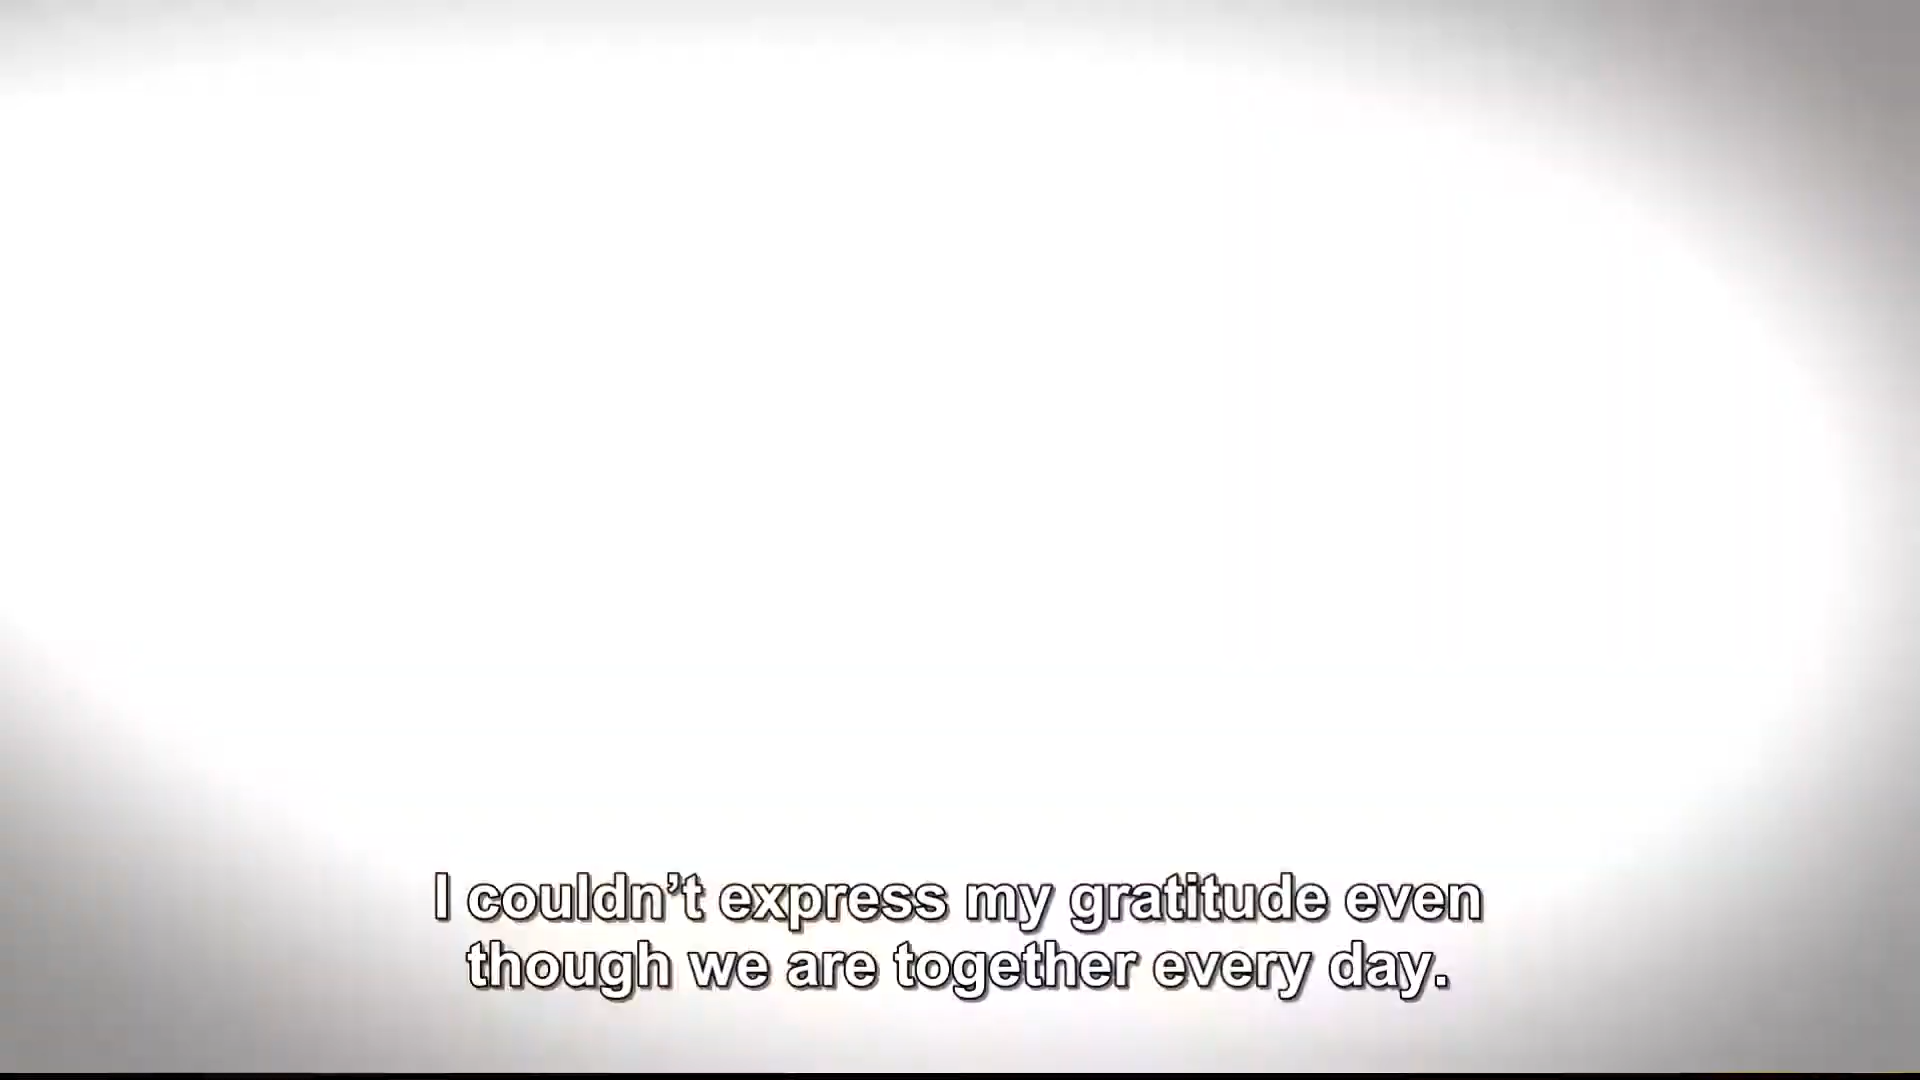 I couldn’t express my gratitude even
though we are together every day.